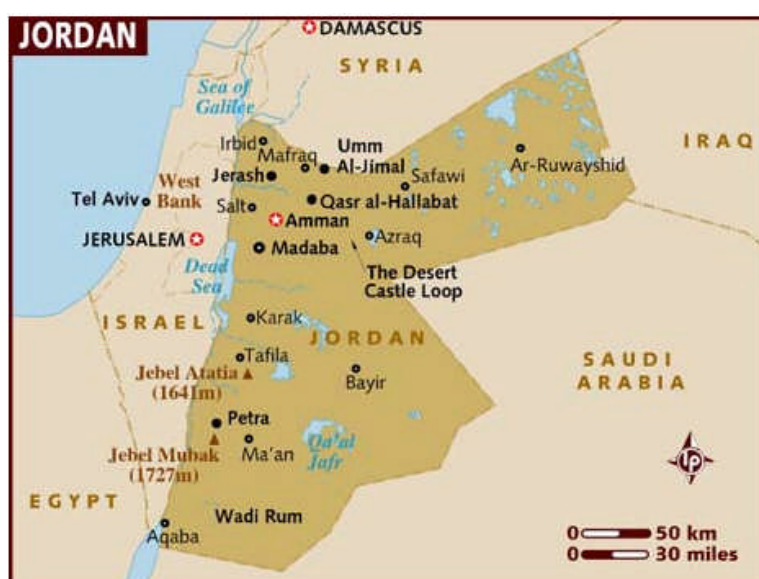 JORDAN
DAMASCUS
SYRIA
Sea of
Galilee
IRAQ
Irbid
Mafraq
Umm
Al-Jimal
Ar-Ruwayshid
Jerash
Safawi
West
Bank
Tel Aviv
Salt
Qasr al-Hallabat
Amman
JERUSALEM
Azraq
Madaba
Dead
Sea
The Desert
Castle Loop
ISRAEL
Karak
JORDAN
Tafila
SAUDI
ARABIA
Jebel Atatia
(1641m)
Bayir
Petra
Jebel Mubak
(1727m)
Ma'an
Qa'al
Jafr
LP
EGYPT
Wadi Rum
Aqaba
0 50 km
0 30 miles